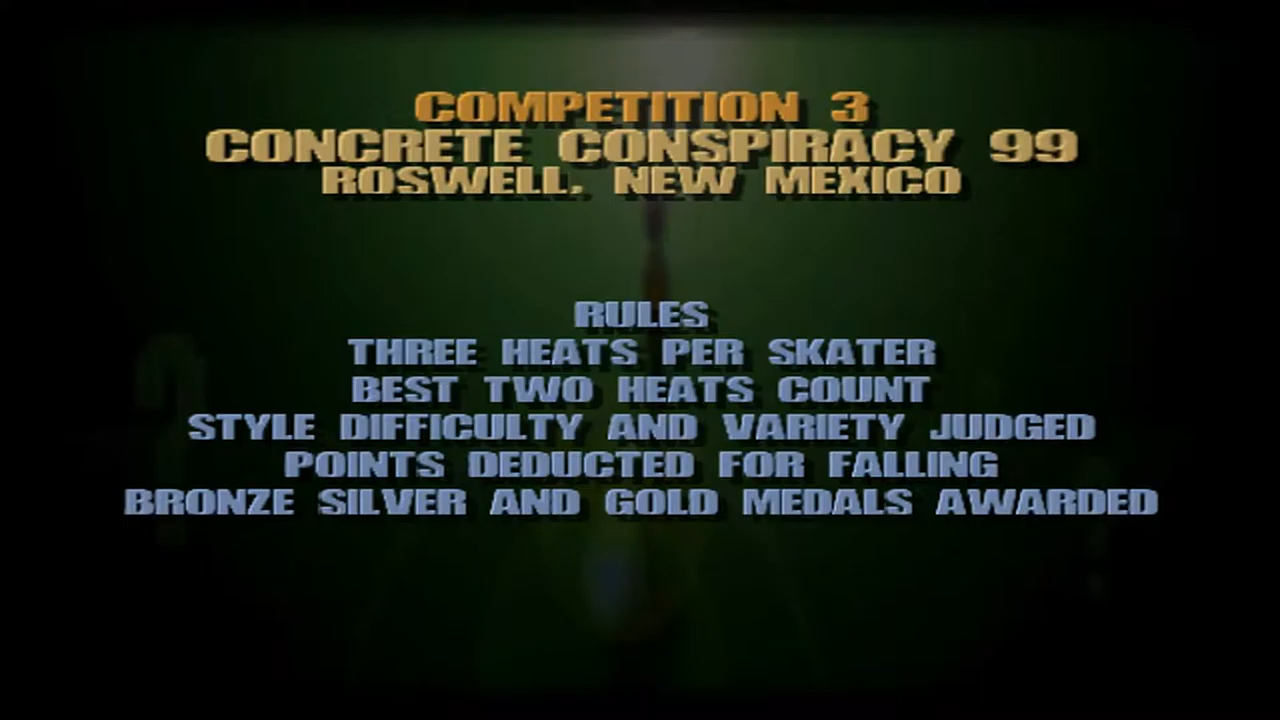 COMPETITION 3
CONCRETE CONSPIRACY 99
ROSWELL, NEW MEXICO
RULES
THREE HEATS PER SKATER
BEST TWO HEATS COUNT
STYLE DIFFICULTY AND VARIETY JUDGED
POINTS DEDUCTED FOR FALLING
BRONZE SILVER AND GOLD MEDALS AWARDED